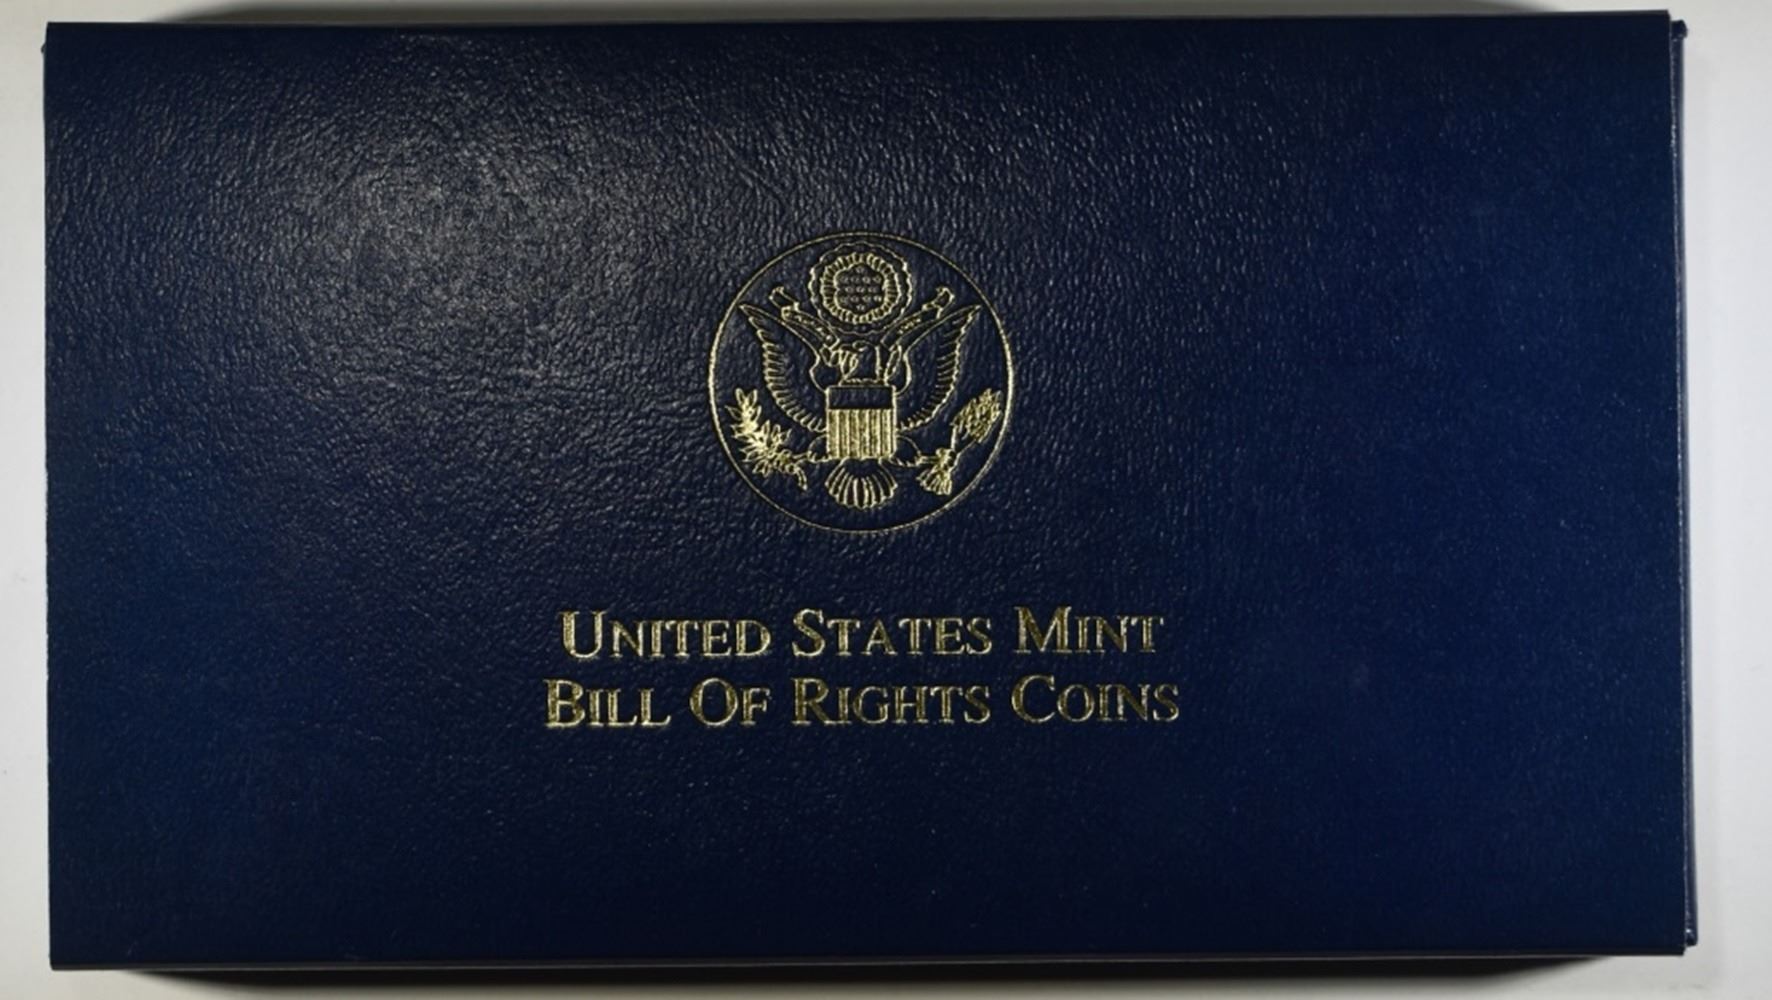 United States Mint
Bill Of Rights Coins